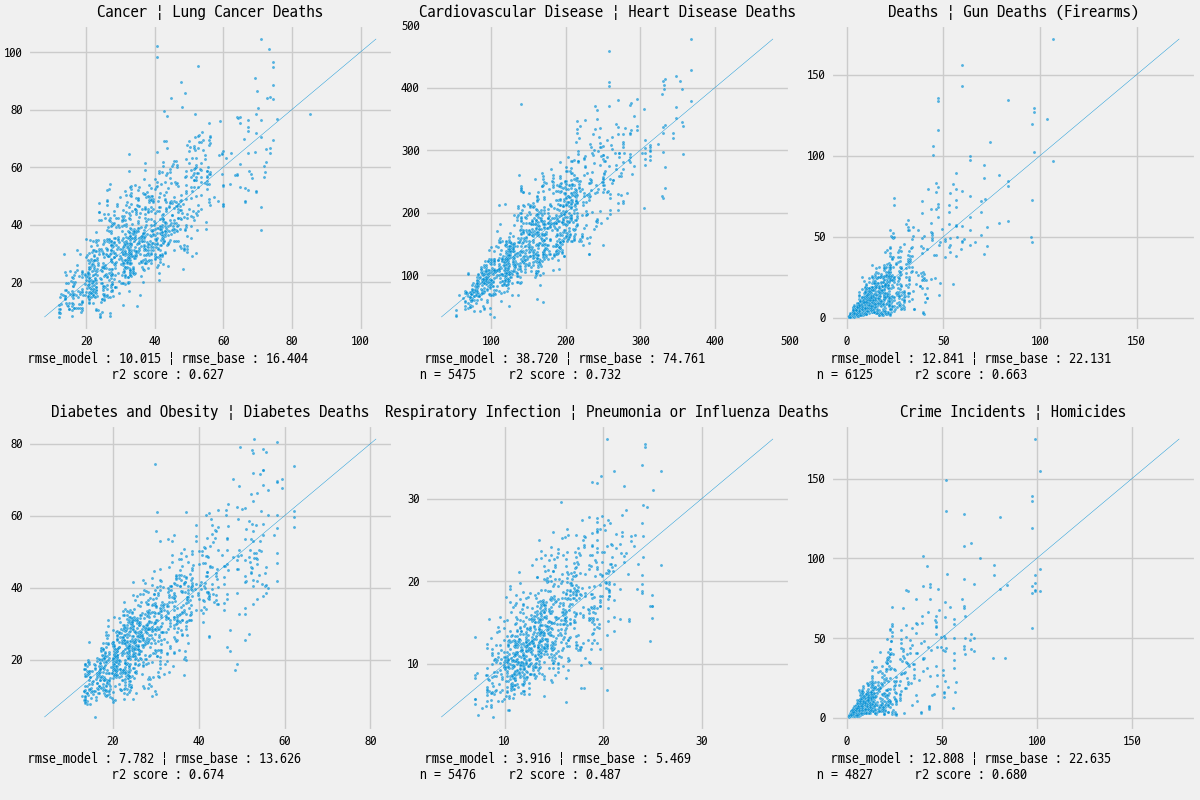 Cancer ¦ Lung Cancer Deaths
Cardiovascular Disease ¦ Heart Disease Deaths
Deaths ¦ Gun Deaths (Firearms)
100
80
60
40
20
20 40 60 80 100
500
400
300
200
100
100 200 300 400 500
150
100
50
0
0 50 100 150
rmse_model : 10.015 ¦ rmse_base : 16.404
r2 score : 0.627
rmse_model : 38.720 ¦ rmse_base : 74.761
n = 5475 r2 score : 0.732
rmse_model : 12.841 ¦ rmse_base : 22.131
n = 6125 r2 score : 0.663
Diabetes and Obesity ¦ Diabetes Deaths
Respiratory Infection ¦ Pneumonia or Influenza Deaths
Crime Incidents ¦ Homicides
80
60
40
20
20 40 60 80
30
20
10
10 20 30
150
100
50
0
0 50 100 150
rmse_model : 7.782 ¦ rmse_base : 13.626
r2 score : 0.674
rmse_model : 3.916 ¦ rmse_base : 5.469
n = 5476 r2 score : 0.487
rmse_model : 12.808 ¦ rmse_base : 22.635
n = 4827 r2 score : 0.680